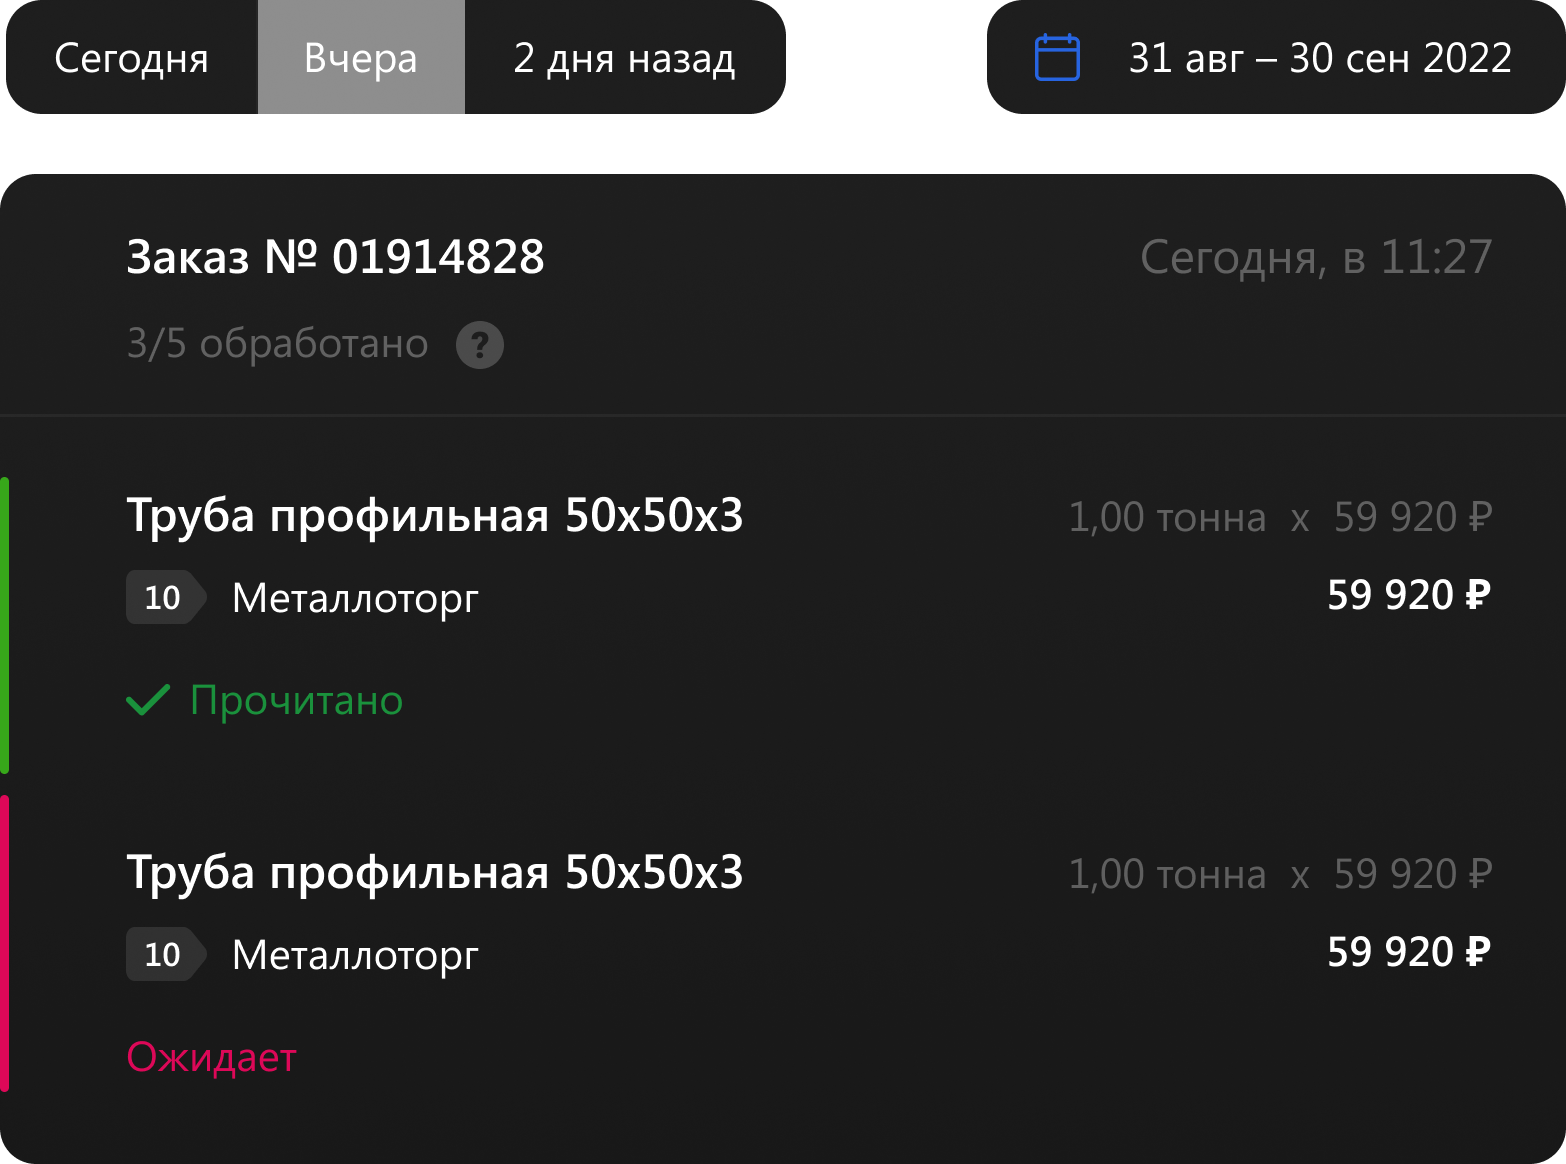 Сегодня Вчера 2 дня назад 31 авг – 30 сен 2022
Заказ № 01914828 Сегодня, в 11:27
3/5 обработано ?
Труба профильная 50x50x3 1,00 тонна x 59 920 ₽
10 Металлоторг 59 920 ₽
Прочитано
Труба профильная 50x50x3 1,00 тонна x 59 920 ₽
10 Металлоторг 59 920 ₽
Ожидает